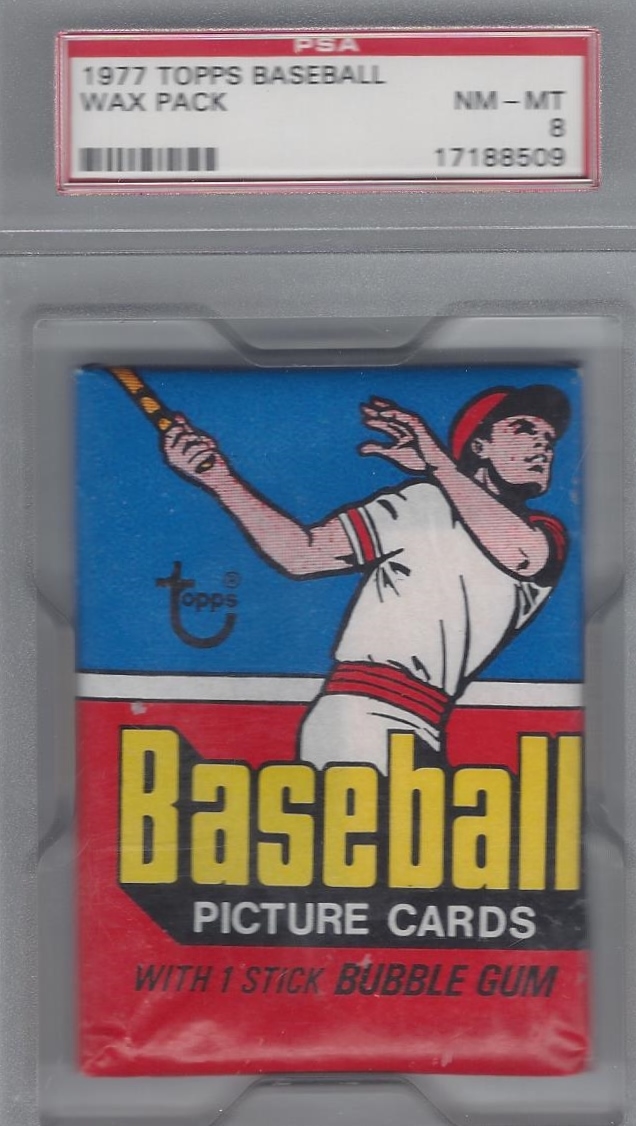 PSA
1977 TOPPS BASEBALL
WAX PACK
NM - MT
8
17188509
topps®
Baseball
PICTURE CARDS
WITH 1 STICK BUBBLE GUM